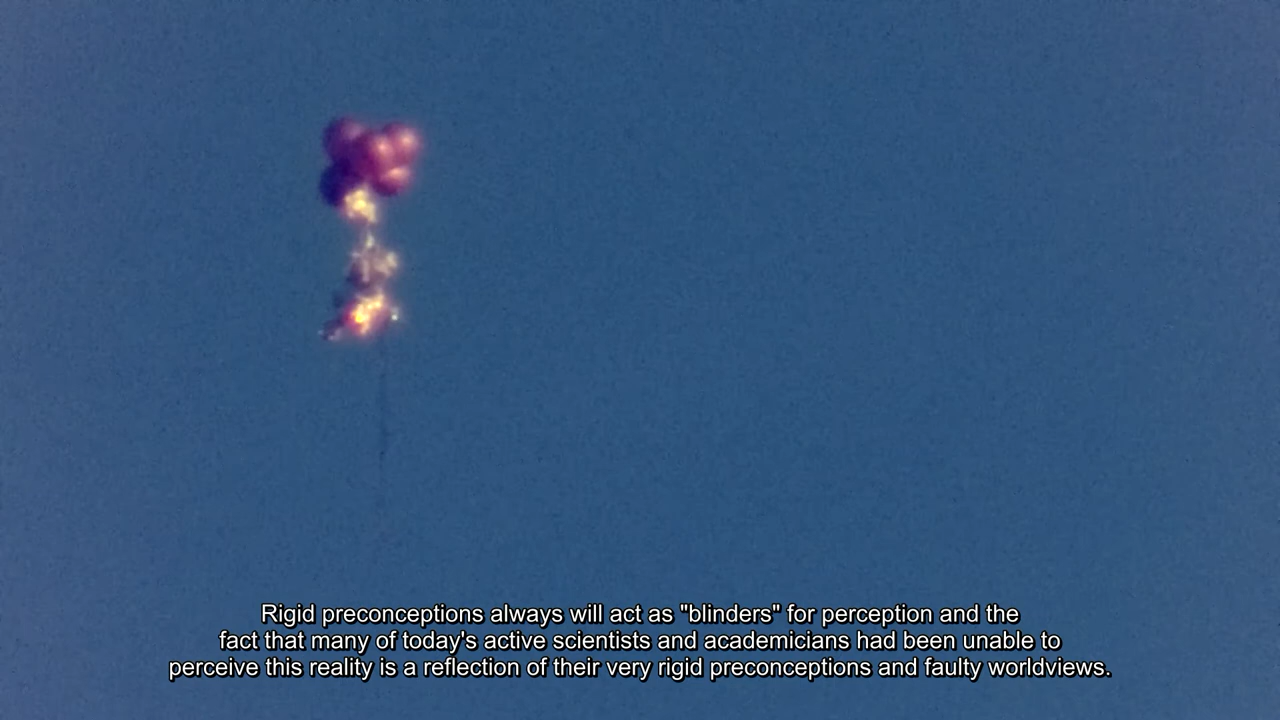 Rigid preconceptions always will act as "blinders" for perception and the
fact that many of today's active scientists and academicians had been unable to
perceive this reality is a reflection of their very rigid preconceptions and faulty worldviews.